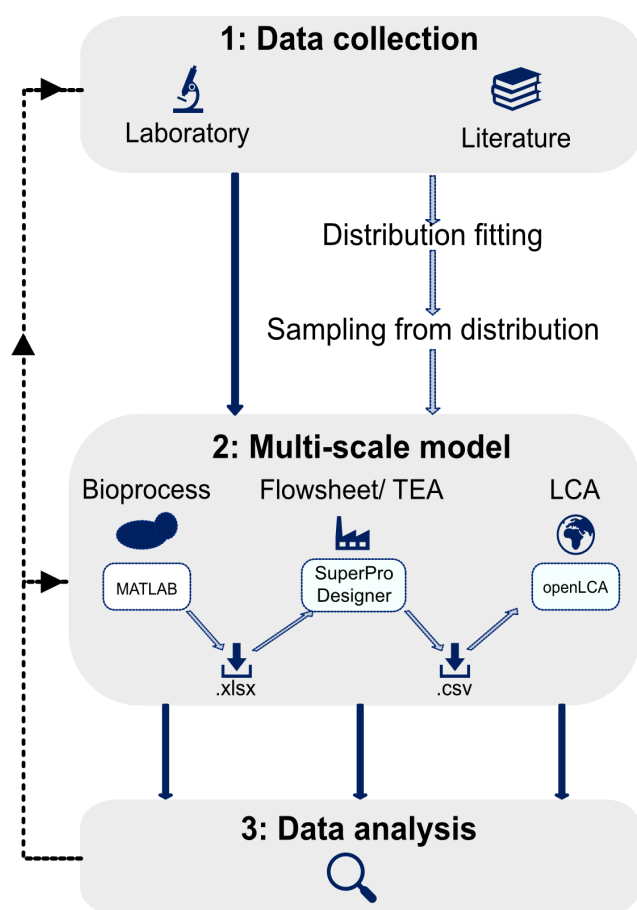 1: Data collection
Laboratory
Literature
Distribution fitting
Sampling from distribution
2: Multi-scale model
Bioprocess
Flowsheet/ TEA
LCA
MATLAB
SuperPro
Designer
openLCA
.xlsx
.csv
3: Data analysis